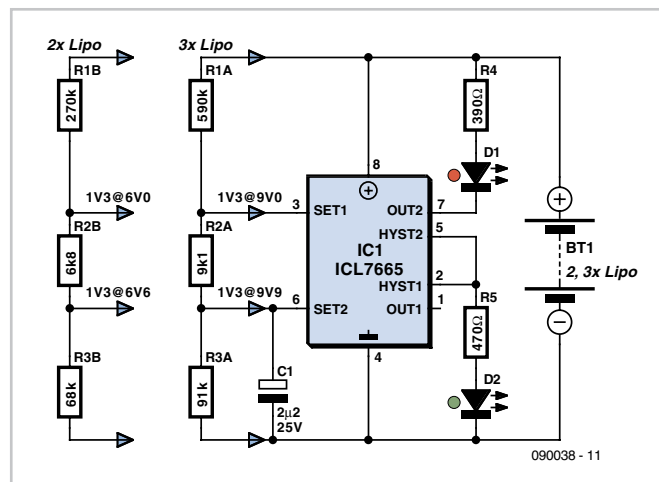 2x Lipo
3x Lipo
R1B
270k
R1A
590k
R4
390Ω
D1
1V3@6V0
1V3@9V0
R2B
6k8
R2A
9k1
1V3@6V6
1V3@9V9
R3B
68k
R3A
91k
C1
2µ2
25V
8
3
SET1
OUT2
7
HYST2
5
IC1
ICL7665
HYST1
2
6
SET2
OUT1
1
4
R5
470Ω
D2
BT1
2, 3x Lipo
090038 - 11